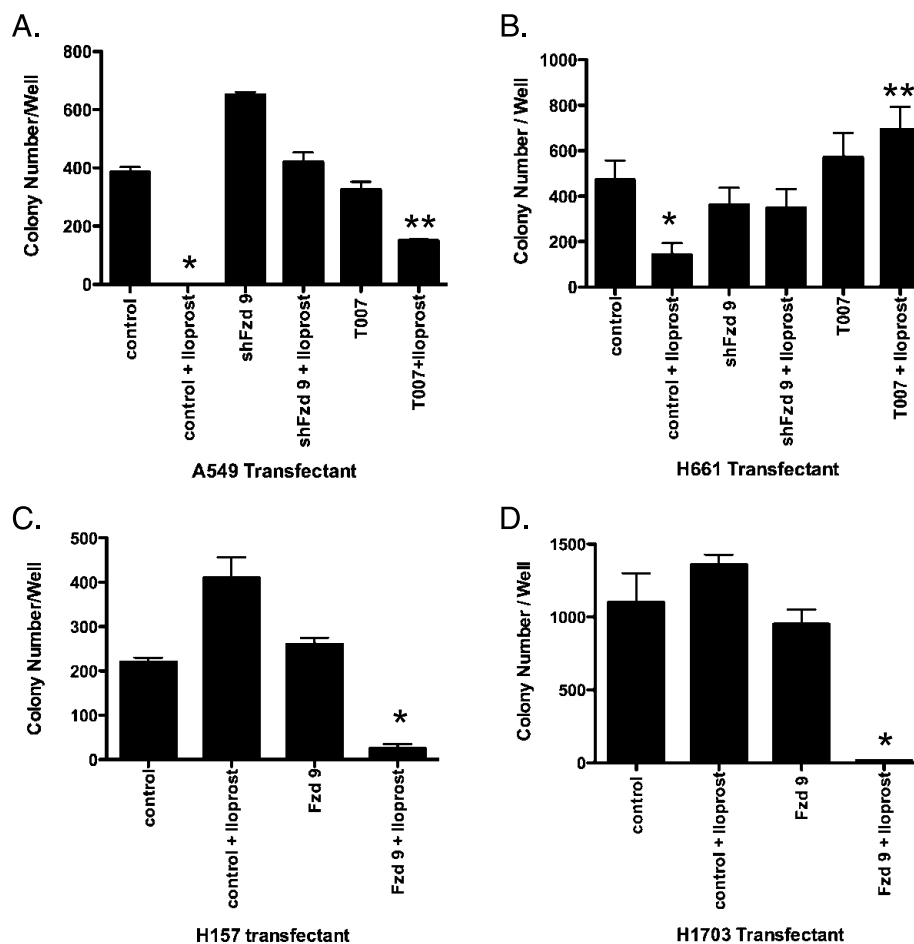 A.
Colony Number/Well
800
600
400
200
0
**
*
control
control + Iloprost
shFzd 9
shFzd 9 + Iloprost
T007
T007+Iloprost
A549 Transfectant
B.
Colony Number / Well
1000
800
600
400
200
0
**
*
control
control + Iloprost
shFzd 9
shFzd 9 + Iloprost
T007
T007 + Iloprost
H661 Transfectant
C.
Colony Number/Well
500
400
300
200
100
0
*
control
control + Iloprost
Fzd 9
Fzd 9 + Iloprost
H157 transfectant
D.
Colony Number / Well
1500
1000
500
0
*
control
control + Iloprost
Fzd 9
Fzd 9 + Iloprost
H1703 Transfectant